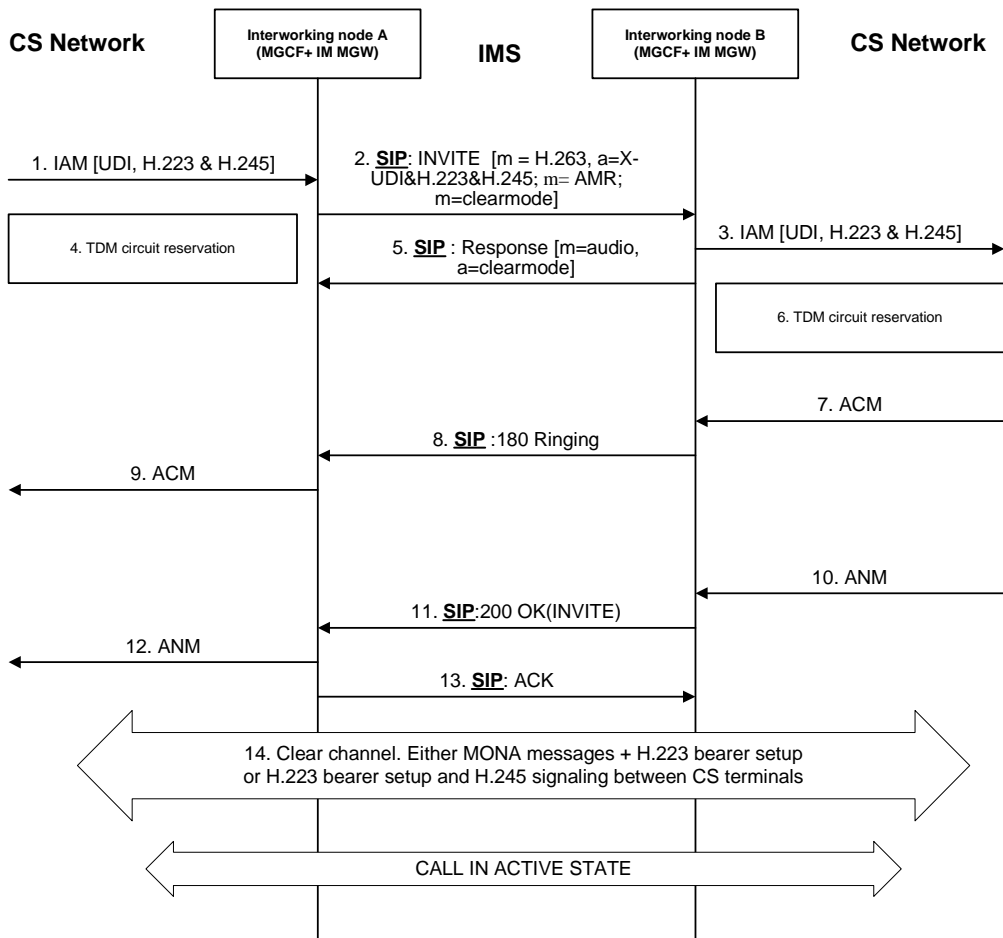 CS Network
Interworking node A
(MGCF+ IM MGW)
IMS
Interworking node B
(MGCF+ IM MGW)
CS Network
1. IAM [UDI, H.223 & H.245]
2. SIP: INVITE [m = H.263, a=X-
UDI&H.223&H.245; m= AMR;
m=clearmode]
3. IAM [UDI, H.223 & H.245]
4. TDM circuit reservation
5. SIP : Response [m=audio,
a=clearmode]
6. TDM circuit reservation
7. ACM
8. SIP :180 Ringing
9. ACM
10. ANM
11. SIP:200 OK(INVITE)
12. ANM
13. SIP: ACK
14. Clear channel. Either MONA messages + H.223 bearer setup
or H.223 bearer setup and H.245 signaling between CS terminals
CALL IN ACTIVE STATE